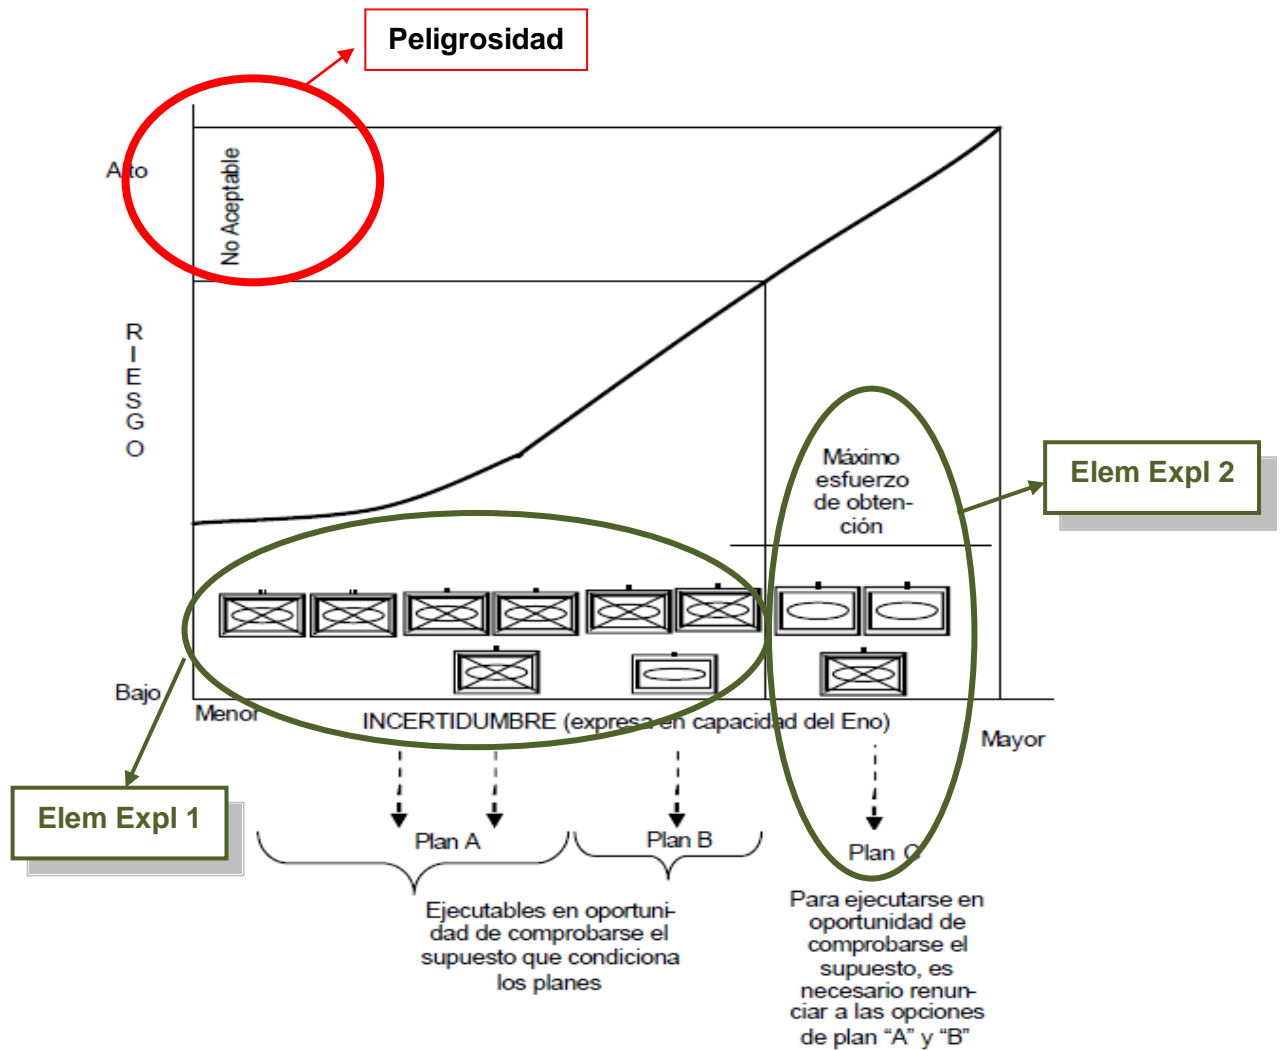 Peligrosidad
Alto
No Aceptable
RIESGO
Máximo
esfuerzo
de obten-
ción
Elem Expl 2
Bajo
Menor
INCERTIDUMBRE (expresa en capacidad del Eno)
Mayor
Elem Expl 1
Plan A
Plan B
Plan C
Ejecutables en oportuni-
dad de comprobarse el
supuesto que condiciona
los planes
Para ejecutarse en
oportunidad de
comprobarse el
supuesto, es
necesario renun-
ciar a las opciones
de plan “A” y “B”